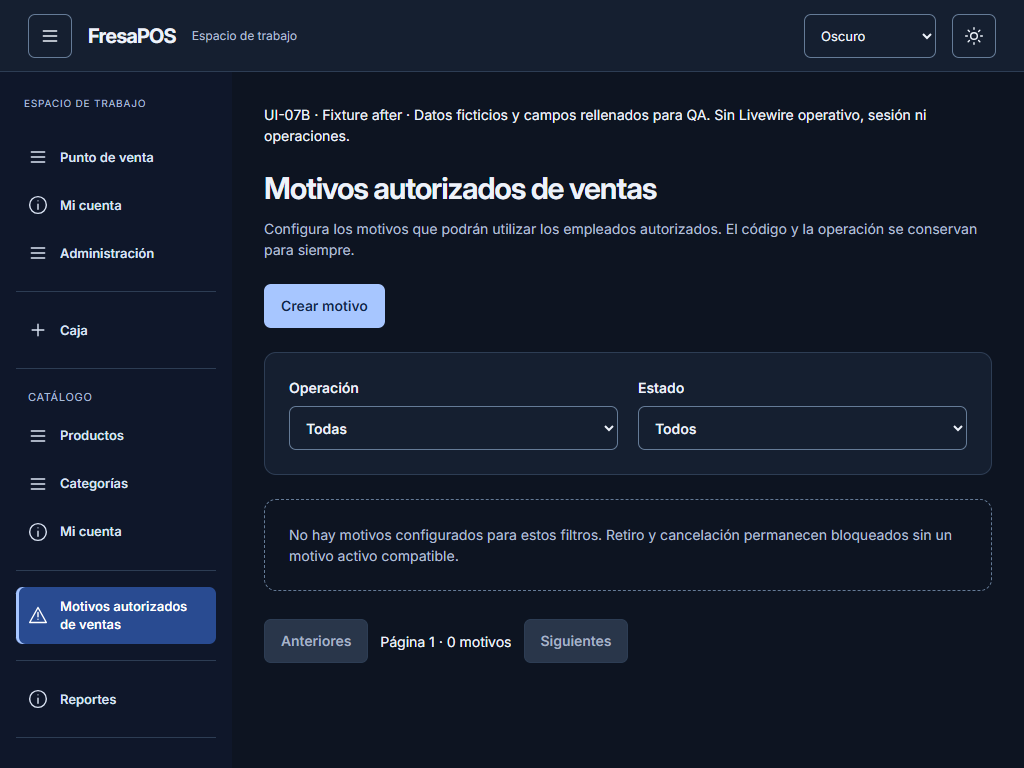 FresaPOS
Espacio de trabajo
Oscuro
ESPACIO DE TRABAJO
Punto de venta
Mi cuenta
Administración
Caja
CATÁLOGO
Productos
Categorías
Mi cuenta
Motivos autorizados
de ventas
Reportes
UI-07B · Fixture after · Datos ficticios y campos rellenados para QA. Sin Livewire operativo, sesión ni
operaciones.
Motivos autorizados de ventas
Configura los motivos que podrán utilizar los empleados autorizados. El código y la operación se conservan
para siempre.
Crear motivo
Operación
Estado
Todas
Todos
No hay motivos configurados para estos filtros. Retiro y cancelación permanecen bloqueados sin un
motivo activo compatible.
Anteriores
Página 1 · 0 motivos
Siguientes